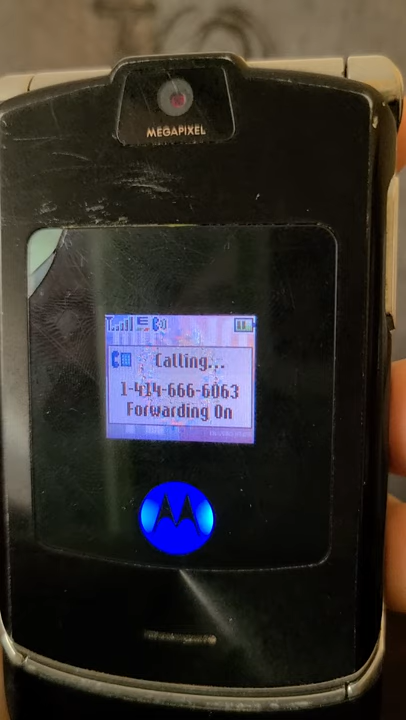 MEGAPIXEL
E
Calling...
1-414-666-6063
Forwarding On